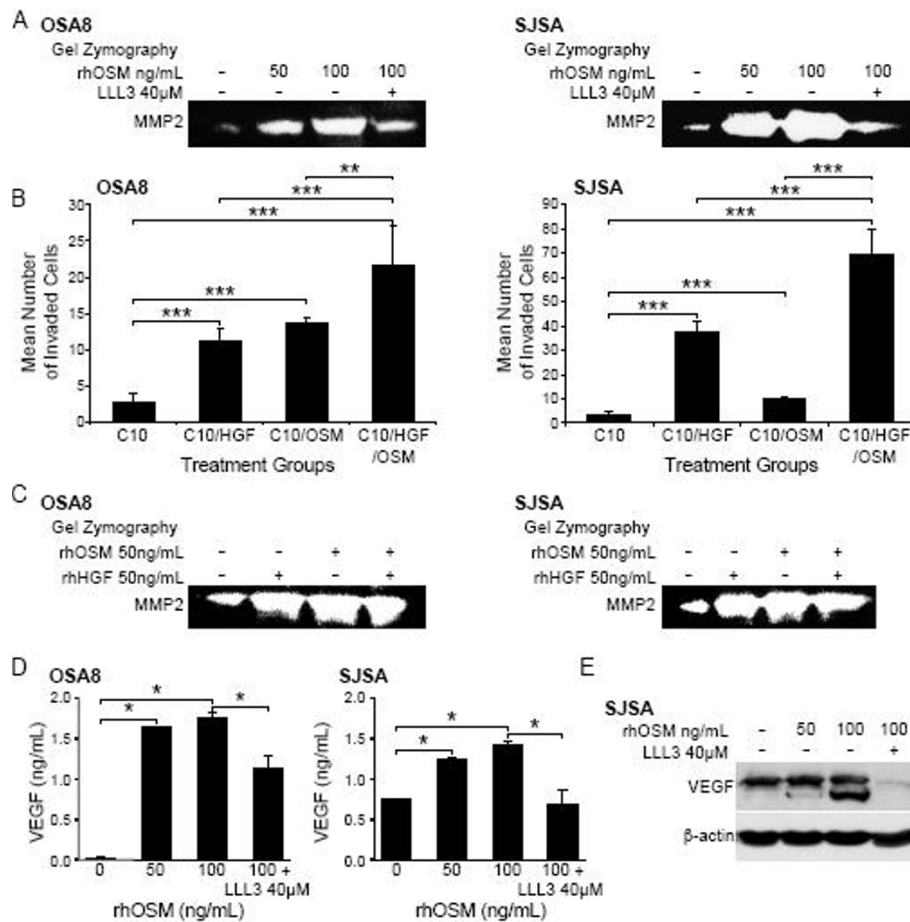 A
OSA8
Gel Zymography
rhOSM ng/mL - 50 100 100
LLL3 40µM - - - +
MMP2
SJSA
Gel Zymography
rhOSM ng/mL - 50 100 100
LLL3 40µM - - - +
MMP2
B
OSA8
**
***
***
***
***
Mean Number
of Invaded Cells
30
25
20
15
10
5
0
C10 C10/HGF C10/OSM C10/HGF
/OSM
Treatment Groups
SJSA
***
***
***
***
***
Mean Number
of Invaded Cells
90
80
70
60
50
40
30
20
10
0
C10 C10/HGF C10/OSM C10/HGF
/OSM
Treatment Groups
C
OSA8
Gel Zymography
rhOSM 50ng/mL - - + +
rhHGF 50ng/mL - + - +
MMP2
SJSA
Gel Zymography
rhOSM 50ng/mL - - + +
rhHGF 50ng/mL - + - +
MMP2
D
OSA8
* * *
VEGF (ng/mL)
2.0
1.5
1.0
0.5
0.0
0 50 100 100 +
LLL3 40µM
rhOSM (ng/mL)
SJSA
* * *
VEGF (ng/mL)
2.0
1.5
1.0
0.5
0.0
0 50 100 100 +
LLL3 40µM
rhOSM (ng/mL)
E
SJSA
rhOSM ng/mL - 50 100 100
LLL3 40µM - - - +
VEGF
β-actin